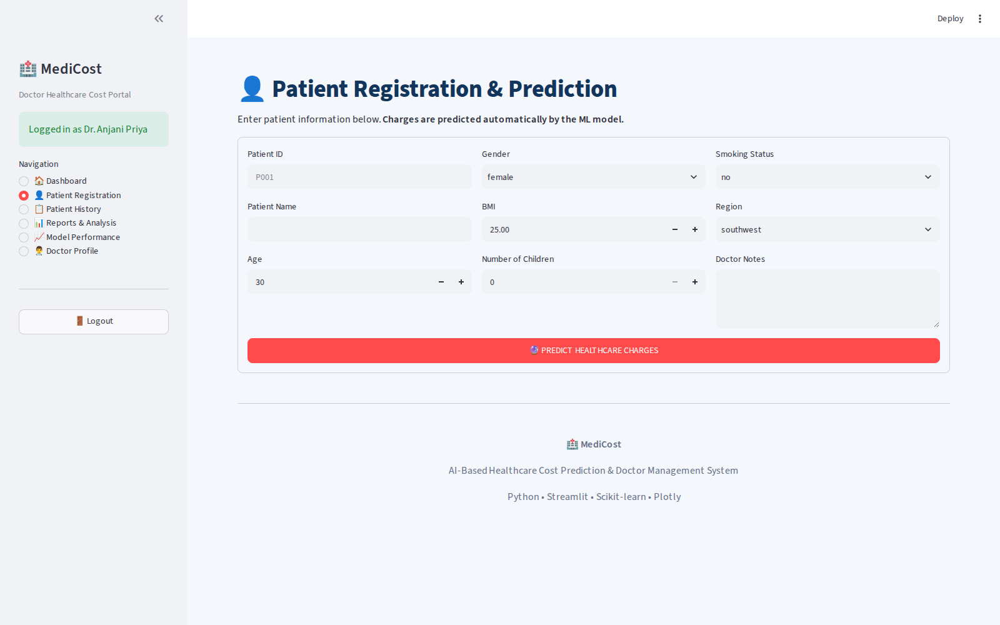 Deploy
🏥 MediCost
Doctor Healthcare Cost Portal
Logged in as Dr. Anjani Priya
Navigation
🏠 Dashboard
👤 Patient Registration
📋 Patient History
📊 Reports & Analysis
📈 Model Performance
👨‍⚕️ Doctor Profile
🚪 Logout
👤 Patient Registration & Prediction
Enter patient information below. Charges are predicted automatically by the ML model.
Patient ID
P001
Patient Name
Age
30
Gender
female
BMI
25.00
Number of Children
0
Smoking Status
no
Region
southwest
Doctor Notes
🔮 PREDICT HEALTHCARE CHARGES
🏥 MediCost
AI-Based Healthcare Cost Prediction & Doctor Management System
Python • Streamlit • Scikit-learn • Plotly